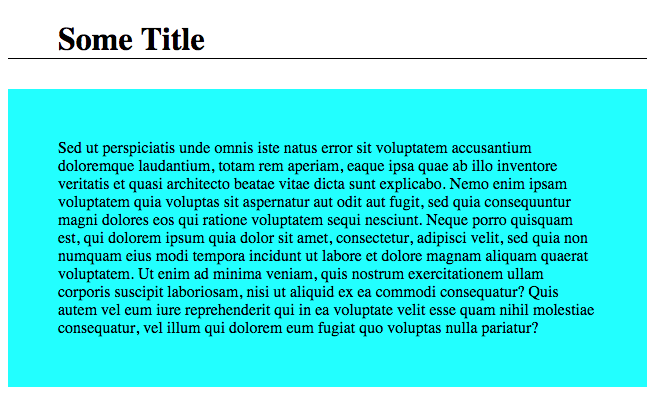 Some Title
Sed ut perspiciatis unde omnis iste natus error sit voluptatem accusantium
doloremque laudantium, totam rem aperiam, eaque ipsa quae ab illo inventore
veritatis et quasi architecto beatae vitae dicta sunt explicabo. Nemo enim ipsam
voluptatem quia voluptas sit aspernatur aut odit aut fugit, sed quia consequuntur
magni dolores eos qui ratione voluptatem sequi nesciunt. Neque porro quisquam
est, qui dolorem ipsum quia dolor sit amet, consectetur, adipisci velit, sed quia non
numquam eius modi tempora incidunt ut labore et dolore magnam aliquam quaerat
voluptatem. Ut enim ad minima veniam, quis nostrum exercitationem ullam
corporis suscipit laboriosam, nisi ut aliquid ex ea commodi consequatur? Quis
autem vel eum iure reprehenderit qui in ea voluptate velit esse quam nihil molestiae
consequatur, vel illum qui dolorem eum fugiat quo voluptas nulla pariatur?